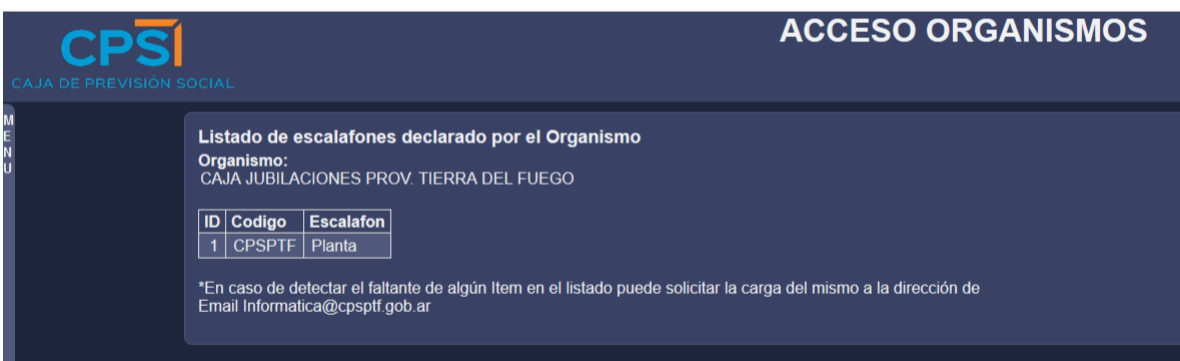 CPS
CAJA DE PREVISIÓN SOCIAL
ACCESO ORGANISMOS
MENU
Listado de escalafones declarado por el Organismo
Organismo:
CAJA JUBILACIONES PROV. TIERRA DEL FUEGO
ID Codigo Escalafon
1 CPSPTF Planta
*En caso de detectar el faltante de algún Item en el listado puede solicitar la carga del mismo a la dirección de
Email Informatica@cpsptf.gob.ar